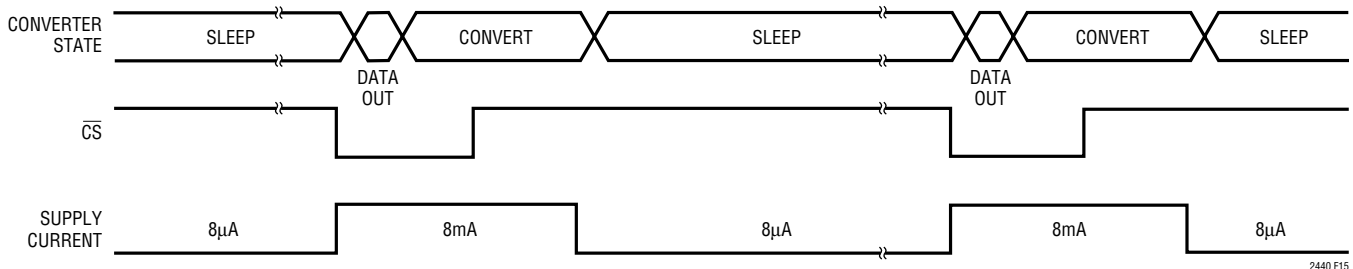 CONVERTER
STATE
SLEEP
CONVERT
SLEEP
CONVERT
SLEEP
DATA
OUT
DATA
OUT
CS
SUPPLY
CURRENT
8µA
8mA
8µA
8mA
8µA
2440 F15